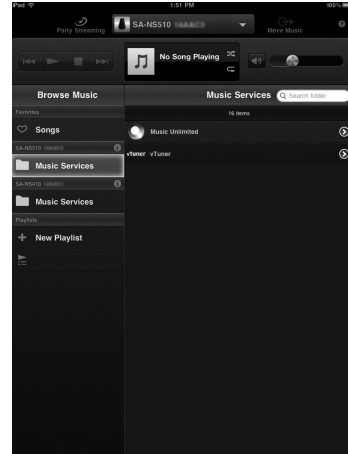 iPad
1:51 PM
100%
Party Streaming
SA-NS510
Move Music
No Song Playing
Browse Music
Music Services
Search folder
Favorites
16 items
Songs
Music Unlimited
SA-NS510
Music Services
vTuner vTuner
SA-NS410
Music Services
Playlists
New Playlist